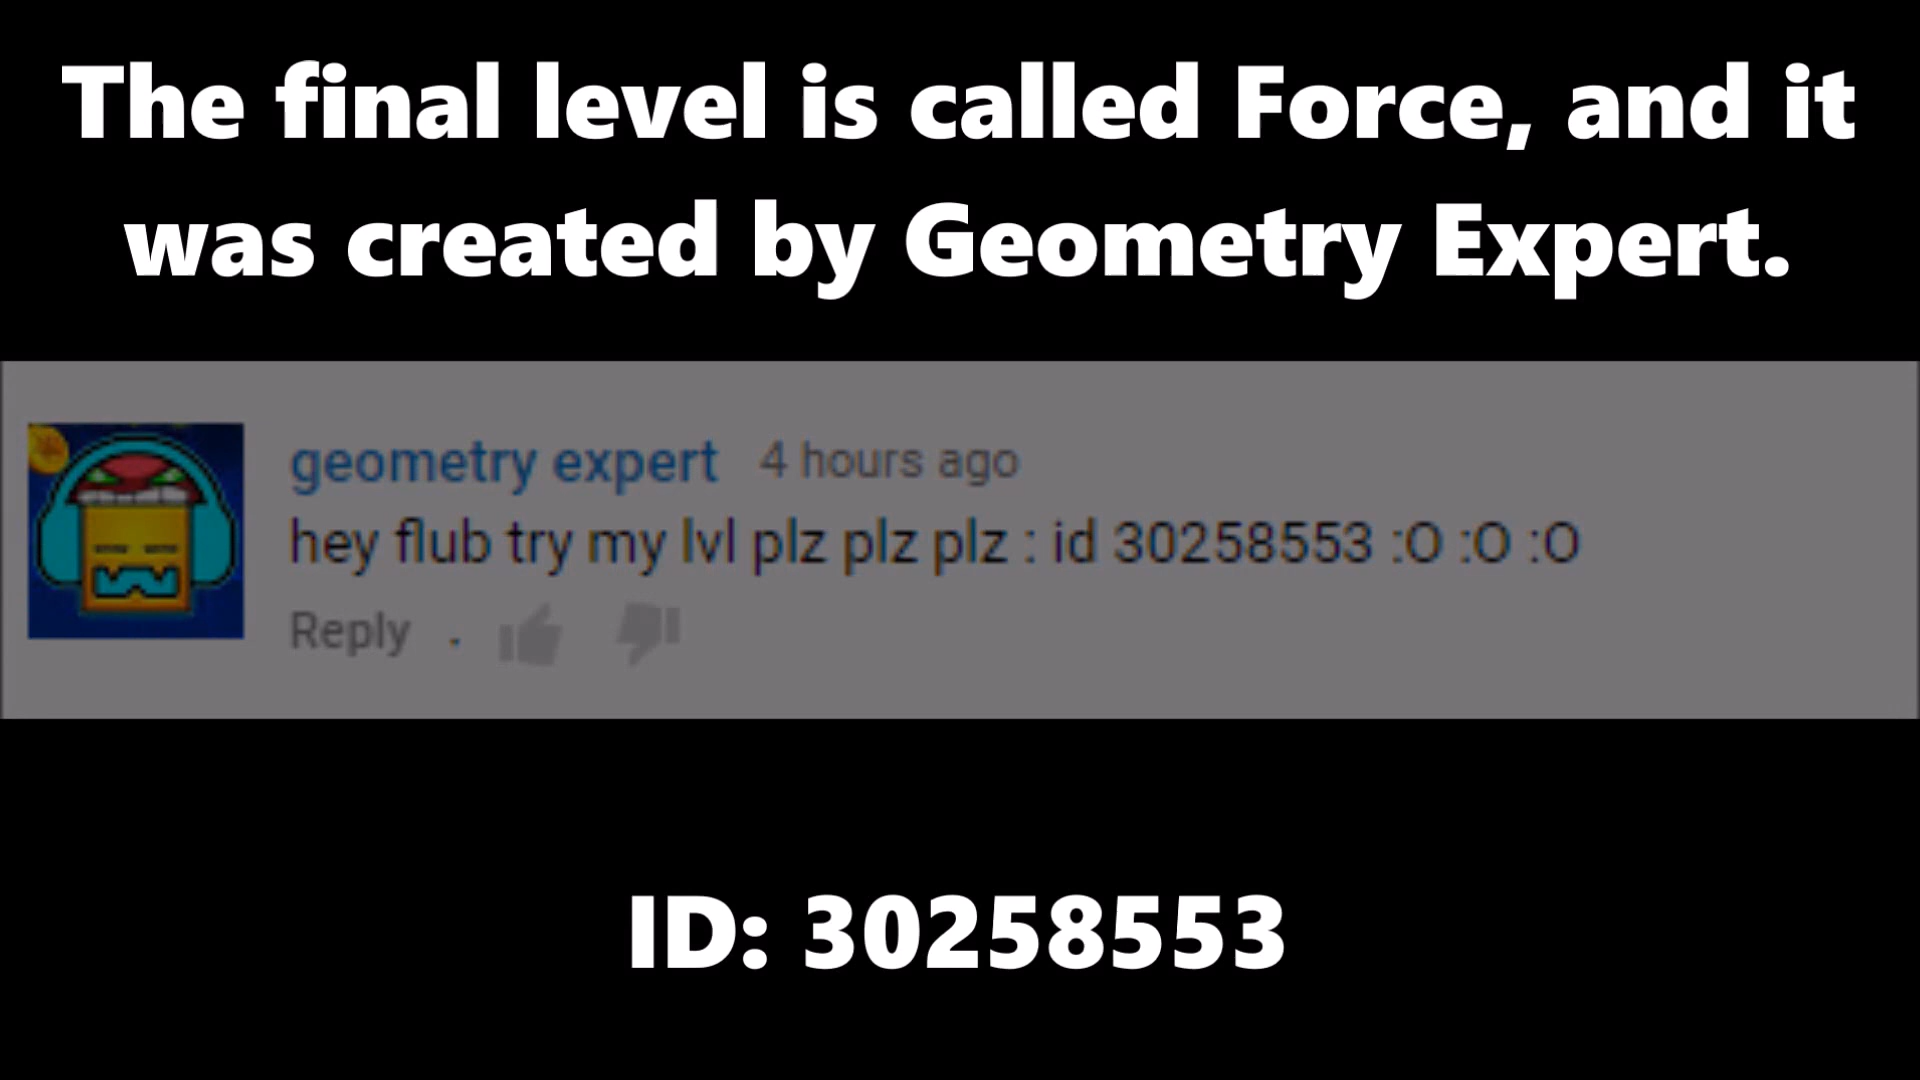 The final level is called Force, and it
was created by Geometry Expert.
geometry expert 4 hours ago
hey flub try my lvl plz plz plz : id 30258553 :O :O :O
Reply .
ID: 30258553